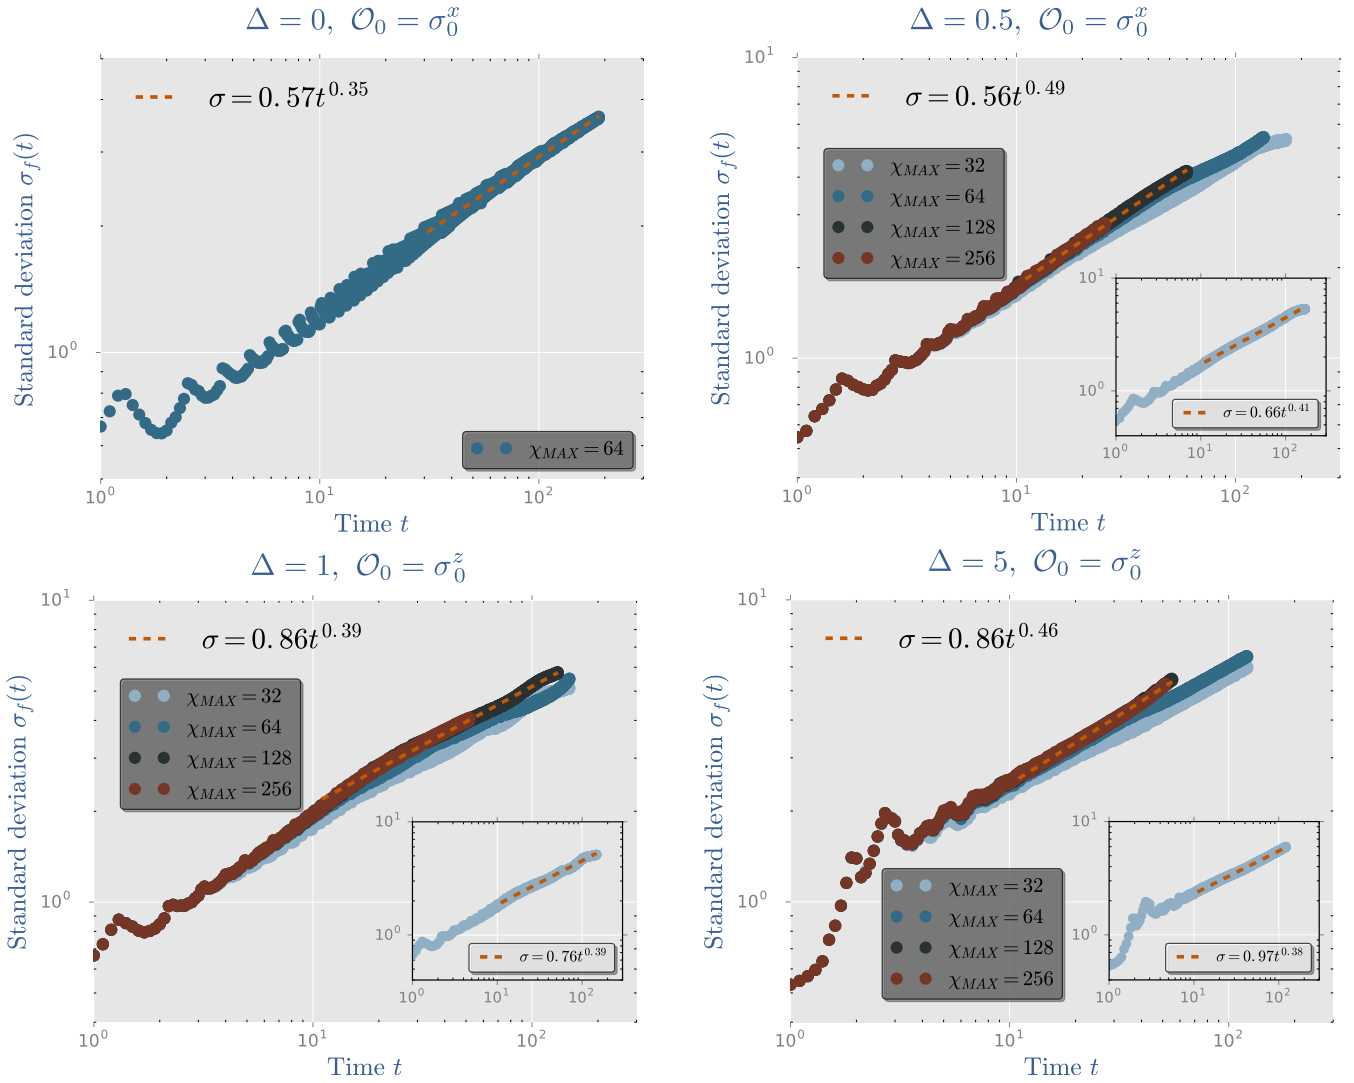 Δ = 0, 𝒪₀ = σ₀ˣ
σ = 0.57t^0.35
Standard deviation σ_f(t)
10⁰
χ_MAX = 64
10⁰ 10¹ 10²
Time t
Δ = 0.5, 𝒪₀ = σ₀ˣ
10¹
σ = 0.56t^0.49
Standard deviation σ_f(t)
χ_MAX = 32
χ_MAX = 64
χ_MAX = 128
χ_MAX = 256
10⁰
10¹
10⁰
σ = 0.66t^0.41
10⁰ 10¹ 10²
10⁰ 10¹ 10²
Time t
Δ = 1, 𝒪₀ = σ₀ᶻ
10¹
σ = 0.86t^0.39
Standard deviation σ_f(t)
χ_MAX = 32
χ_MAX = 64
χ_MAX = 128
χ_MAX = 256
10⁰
10¹
10⁰
σ = 0.76t^0.39
10⁰ 10¹ 10²
10⁰ 10¹ 10²
Time t
Δ = 5, 𝒪₀ = σ₀ᶻ
10¹
σ = 0.86t^0.46
Standard deviation σ_f(t)
10⁰
χ_MAX = 32
χ_MAX = 64
χ_MAX = 128
χ_MAX = 256
10¹
10⁰
σ = 0.97t^0.38
10⁰ 10¹ 10²
10⁰ 10¹ 10²
Time t